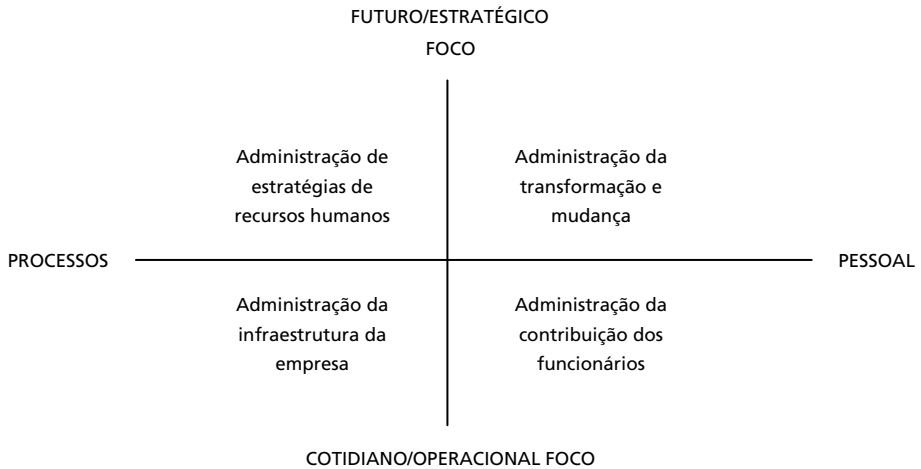 FUTURO/ESTRATÉGICO
FOCO
Administração de
estratégias de
recursos humanos
Administração da
transformação e
mudança
PROCESSOS
PESSOAL
Administração da
infraestrutura da
empresa
Administração da
contribuição dos
funcionários
COTIDIANO/OPERACIONAL FOCO